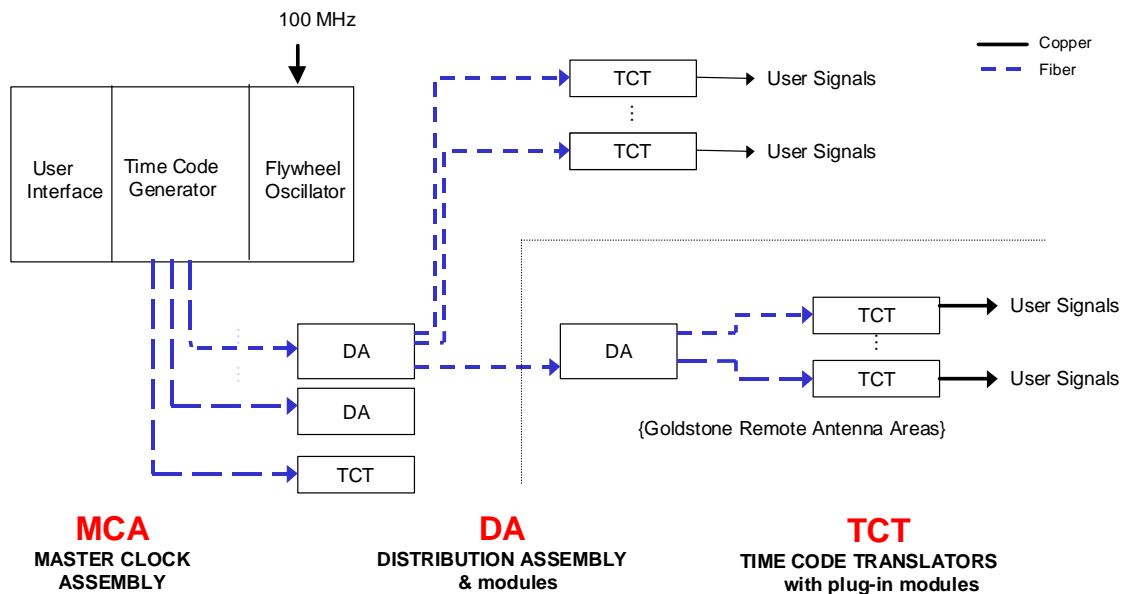 100 MHz
Copper
Fiber
TCT
User Signals
TCT
User Signals
User
Interface
Time Code
Generator
Flywheel
Oscillator
TCT
User Signals
DA
DA
TCT
User Signals
DA
{Goldstone Remote Antenna Areas}
TCT
MCA
MASTER CLOCK
ASSEMBLY
DA
DISTRIBUTION ASSEMBLY
& modules
TCT
TIME CODE TRANSLATORS
with plug-in modules